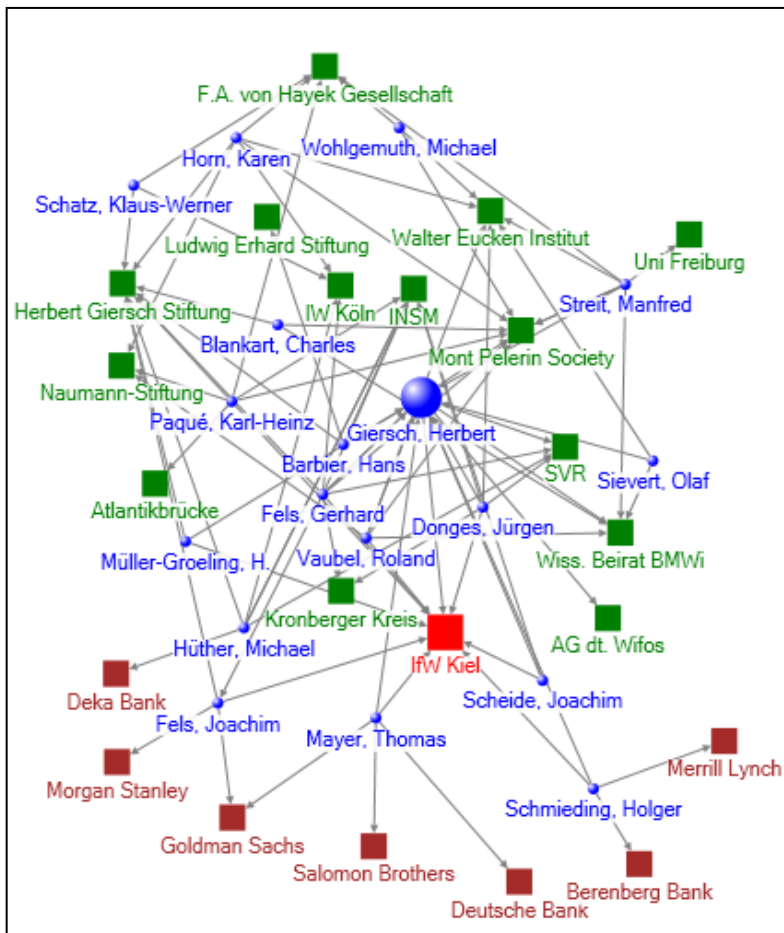 F.A. von Hayek Gesellschaft
Wohlgemuth, Michael
Horn, Karen
Schatz, Klaus-Werner
Ludwig Erhard Stiftung
Walter Eucken Institut
Uni Freiburg
Herbert Giersch Stiftung
IW Köln
INSM
Streit, Manfred
Blankart, Charles
Mont Pelerin Society
Naumann-Stiftung
Paqué, Karl-Heinz
Giersch, Herbert
Barbier, Hans
SVR
Sievert, Olaf
Atlantikbrücke
Fels, Gerhard
Donges, Jürgen
Müller-Groeling, H.
Vaubel, Roland
Wiss. Beirat BMWi
Kronberger Kreis
AG dt. Wifos
Hüther, Michael
IfW Kiel
Deka Bank
Scheide, Joachim
Fels, Joachim
Mayer, Thomas
Merrill Lynch
Morgan Stanley
Schmieding, Holger
Goldman Sachs
Salomon Brothers
Berenberg Bank
Deutsche Bank